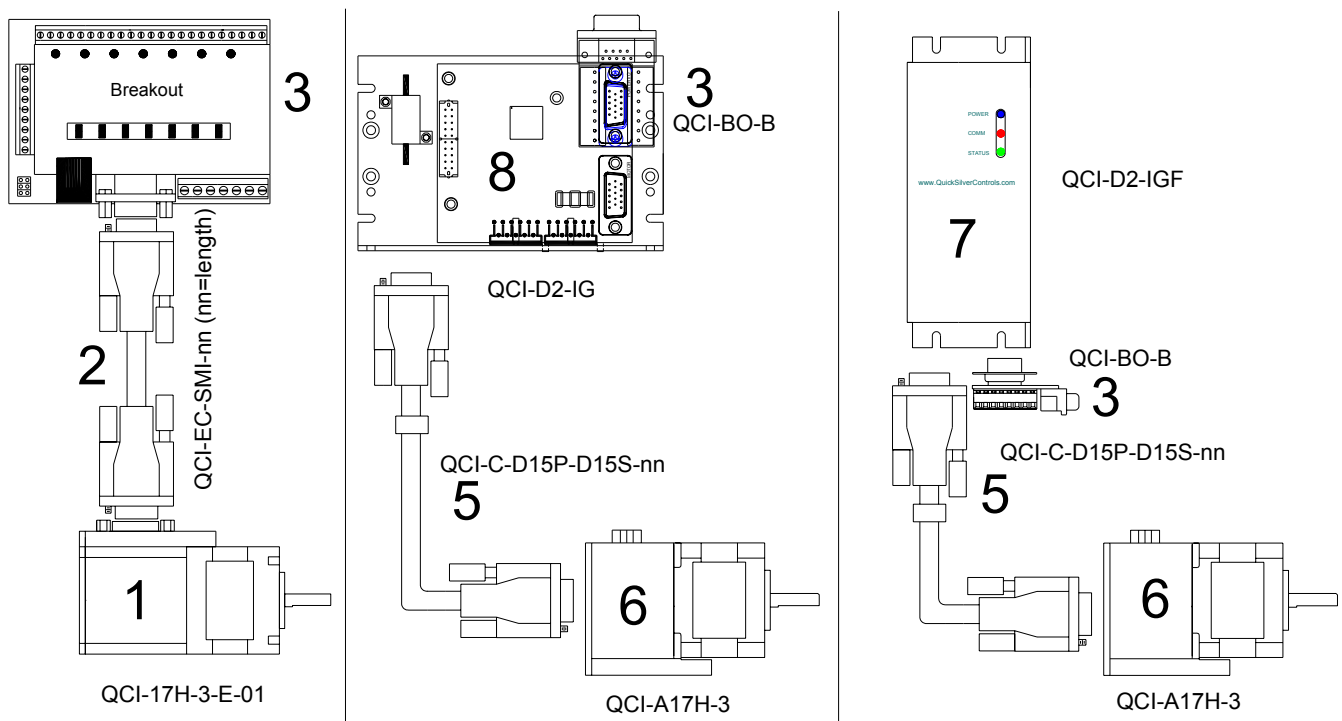 Breakout
3
2
QCI-EC-SMI-nn (nn=length)
1
QCI-17H-3-E-01
3
QCI-BO-B
8
QCI-D2-IG
QCI-C-D15P-D15S-nn
5
6
QCI-A17H-3
POWER
COMM
STATUS
www.QuickSilverControls.com
QCI-D2-IGF
7
QCI-BO-B
3
QCI-C-D15P-D15S-nn
5
6
QCI-A17H-3